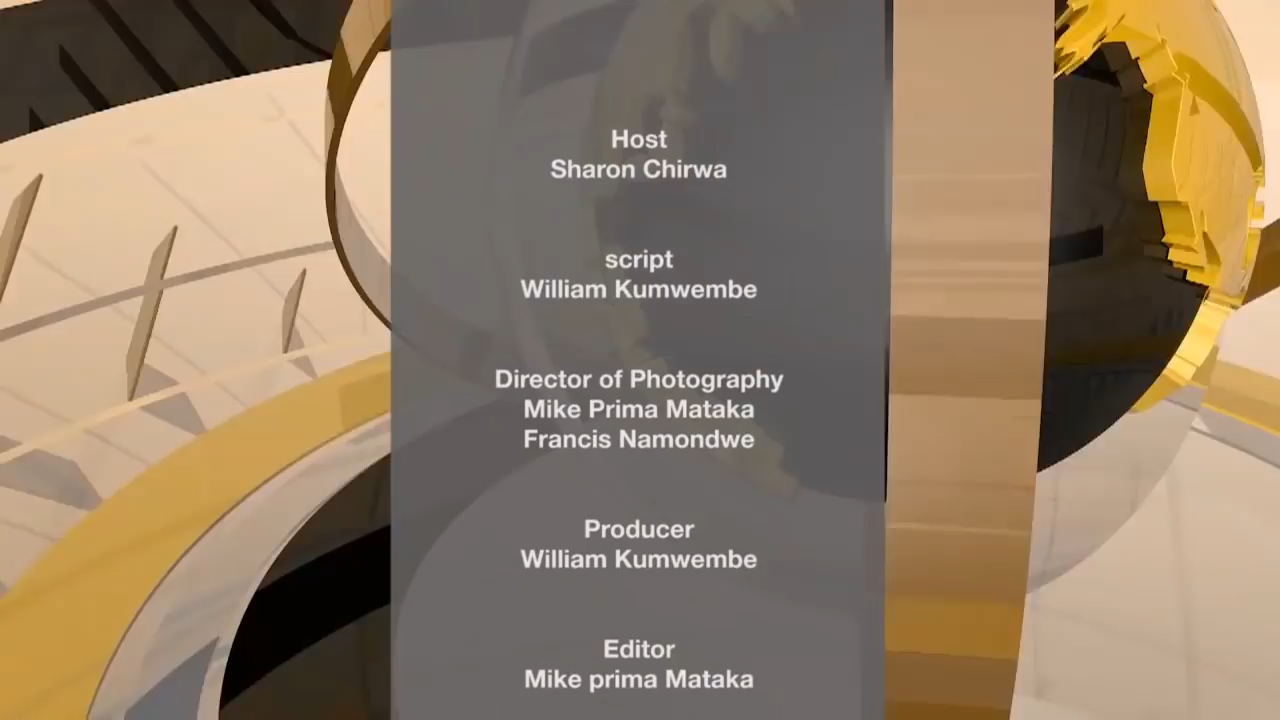 Host
Sharon Chirwa
script
William Kumwembe
Director of Photography
Mike Prima Mataka
Francis Namondwe
Producer
William Kumwembe
Editor
Mike prima Mataka